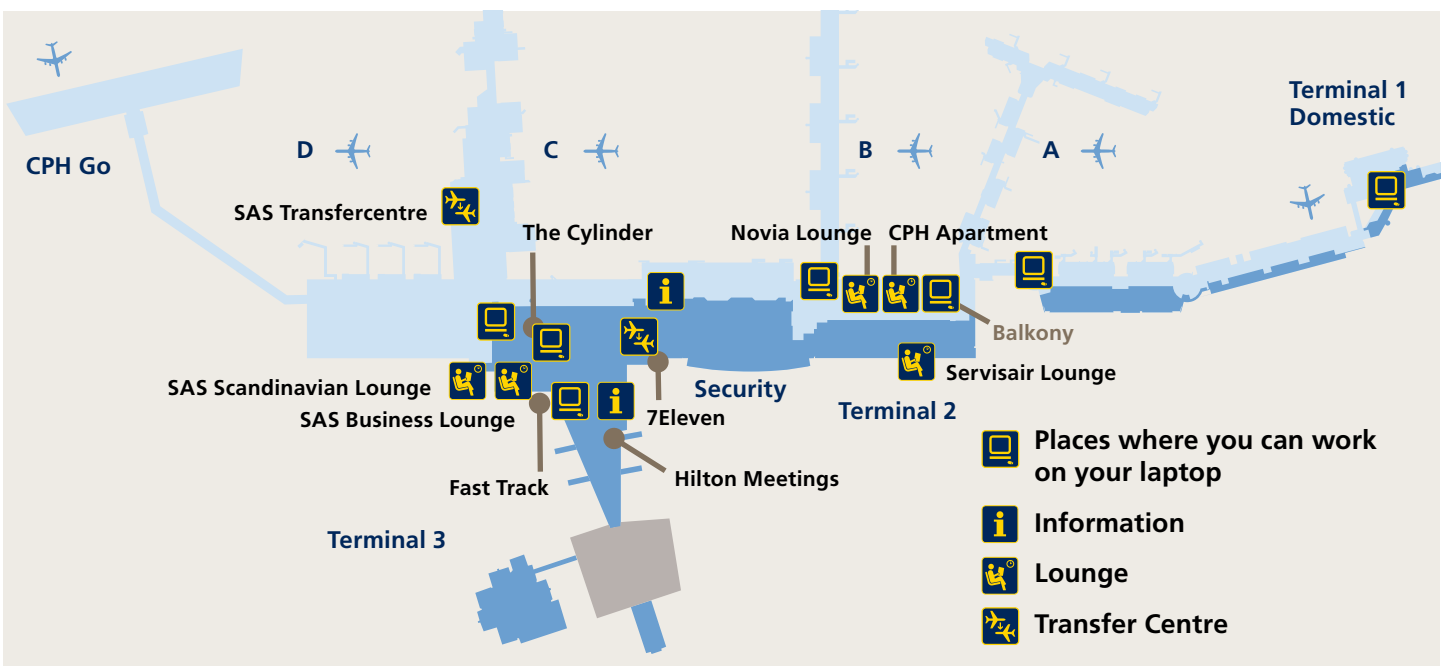 Terminal 1
Domestic
CPH Go
D
C
B
A
SAS Transfercentre
The Cylinder
Novia Lounge
CPH Apartment
Balkony
SAS Scandinavian Lounge
SAS Business Lounge
Security
Servisair Lounge
7Eleven
Terminal 2
Fast Track
Hilton Meetings
Terminal 3
Places where you can work
on your laptop
i
i
i
Information
Lounge
Transfer Centre